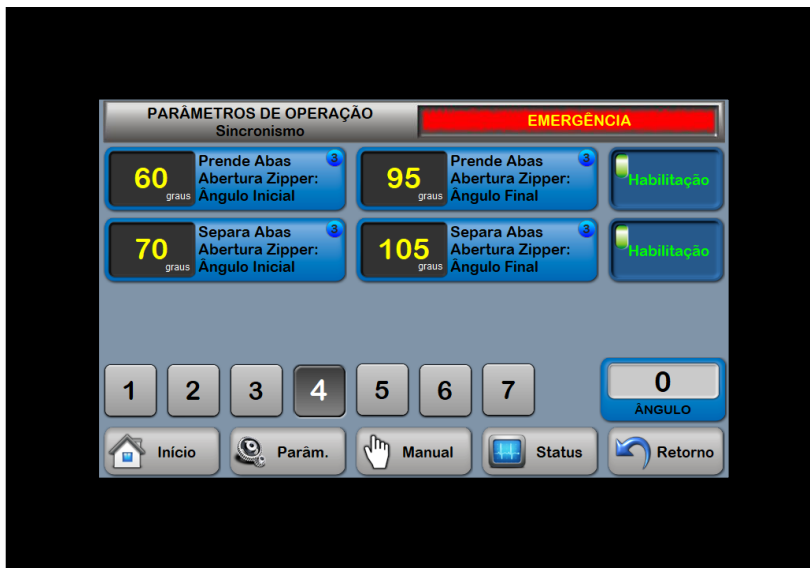 PARÂMETROS DE OPERAÇÃO
Sincronismo
EMERGÊNCIA
60
graus
Prende Abas
Abertura Zipper:
Ângulo Inicial
3
95
graus
Prende Abas
Abertura Zipper:
Ângulo Final
3
Habilitação
70
graus
Separa Abas
Abertura Zipper:
Ângulo Inicial
3
105
graus
Separa Abas
Abertura Zipper:
Ângulo Final
3
Habilitação
1 2 3 4 5 6 7
0
ÂNGULO
Início
Parâm.
Manual
Status
Retorno